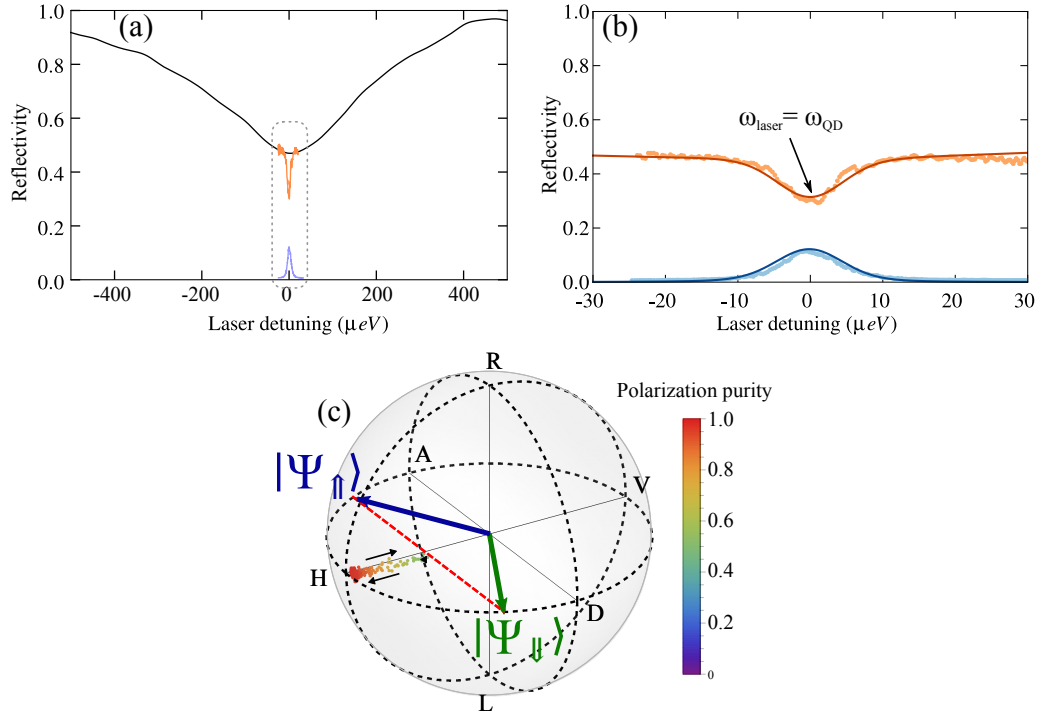 (a)
Reflectivity
1.0
0.8
0.6
0.4
0.2
0.0
-400
-200
0
200
400
Laser detuning (μeV)
(b)
Reflectivity
1.0
0.8
0.6
0.4
0.2
0.0
ω_laser = ω_QD
-30
-20
-10
0
10
20
30
Laser detuning (μeV)
(c)
R
A
V
H
D
L
|Ψ⇑⟩
|Ψ⇓⟩
Polarization purity
1.0
0.8
0.6
0.4
0.2
0